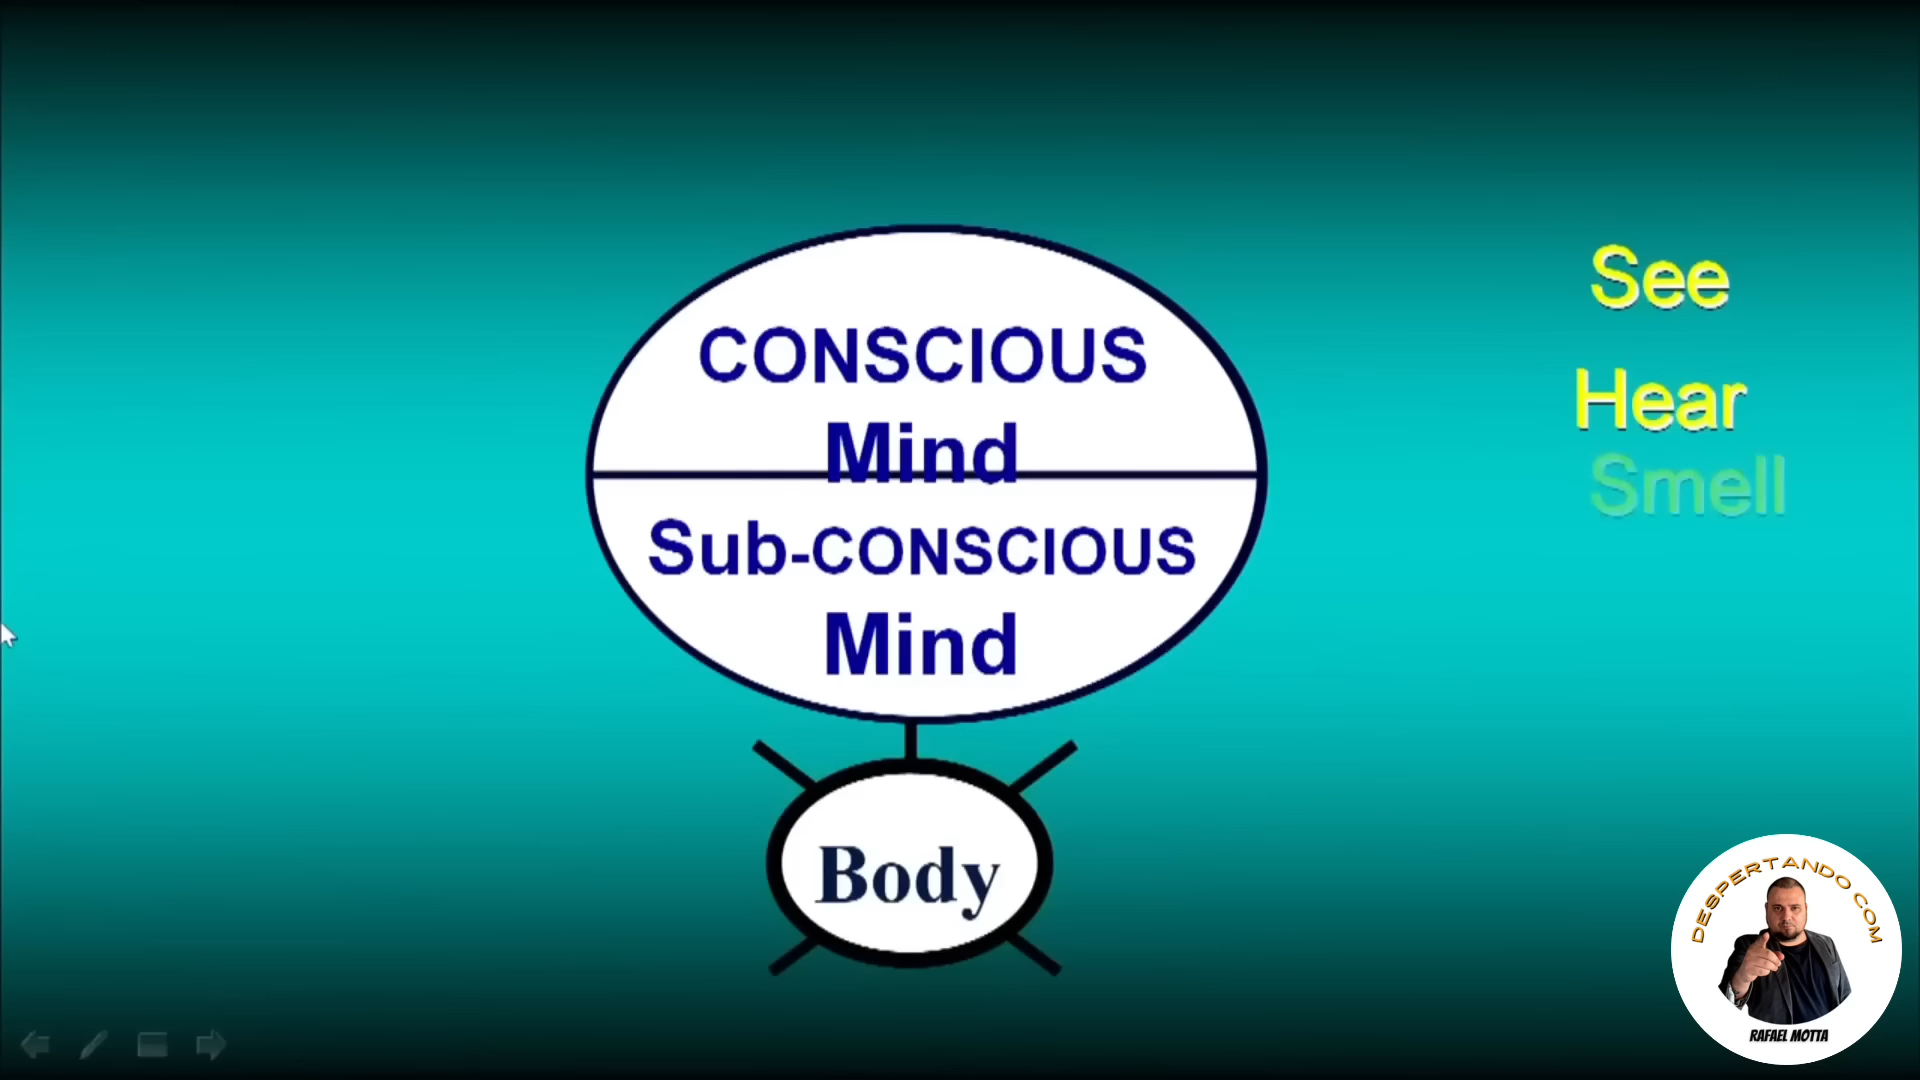 CONSCIOUS
Mind
Sub-CONSCIOUS
Mind
Body
See
Hear
Smell
DESPERTANDO COM
RAFAEL MOTTA